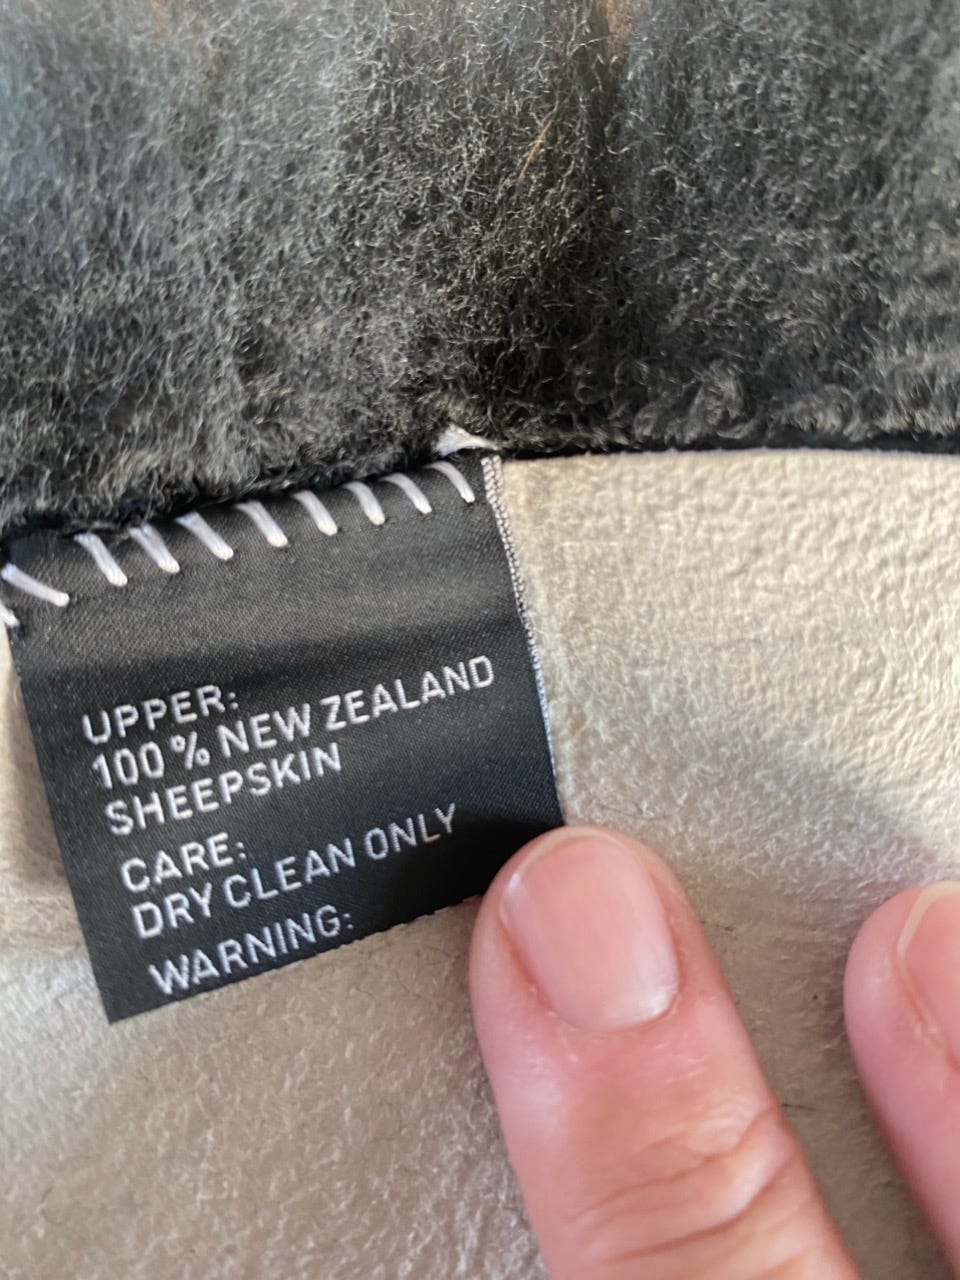 UPPER:
100% NEW ZEALAND
SHEEPSKIN
CARE:
DRY CLEAN ONLY
WARNING: